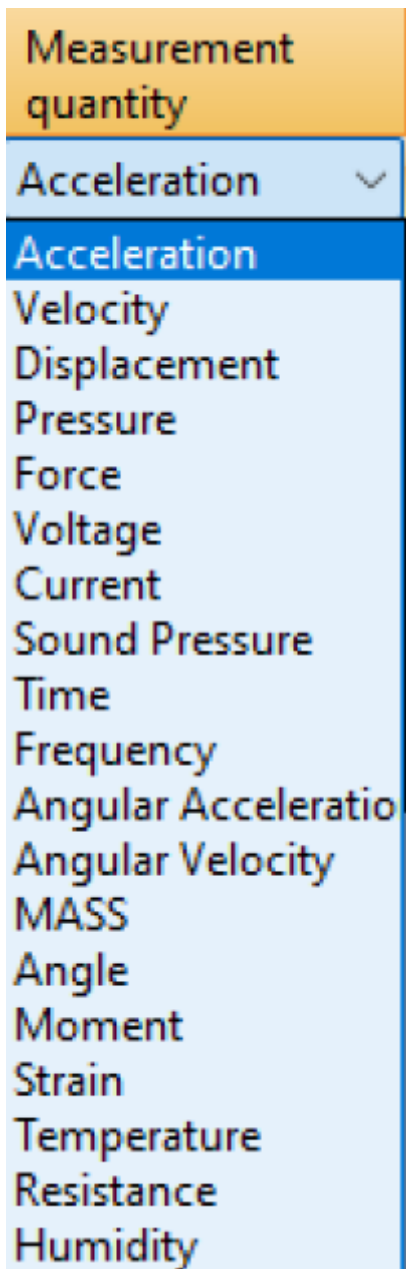 Measurement
quantity
Acceleration
Acceleration
Velocity
Displacement
Pressure
Force
Voltage
Current
Sound Pressure
Time
Frequency
Angular Acceleratio
Angular Velocity
MASS
Angle
Moment
Strain
Temperature
Resistance
Humidity